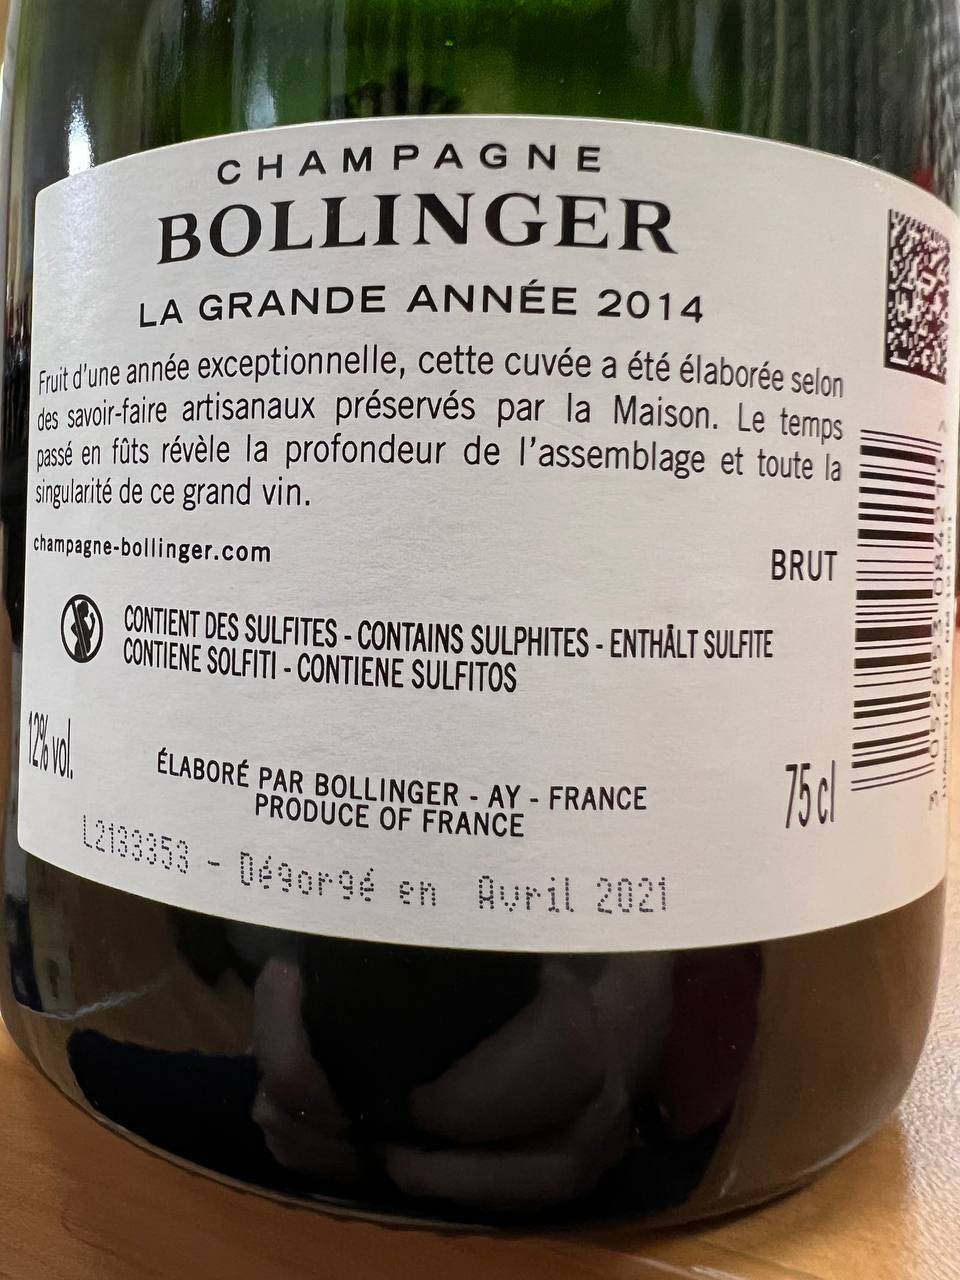 CHAMPAGNE
BOLLINGER
LA GRANDE ANNÉE 2014
Fruit d'une année exceptionnelle, cette cuvée a été élaborée selon
des savoir-faire artisanaux préservés par la Maison. Le temps
passé en fûts révèle la profondeur de l'assemblage et toute la
singularité de ce grand vin.
champagne-bollinger.com
BRUT
CONTIENT DES SULFITES - CONTAINS SULPHITES - ENTHÄLT SULFITE
CONTIENE SOLFITI - CONTIENE SULFITOS
12% vol.
ÉLABORÉ PAR BOLLINGER - AY - FRANCE
PRODUCE OF FRANCE
75 cl
L2133353 - Dégorgé en Avril 2021